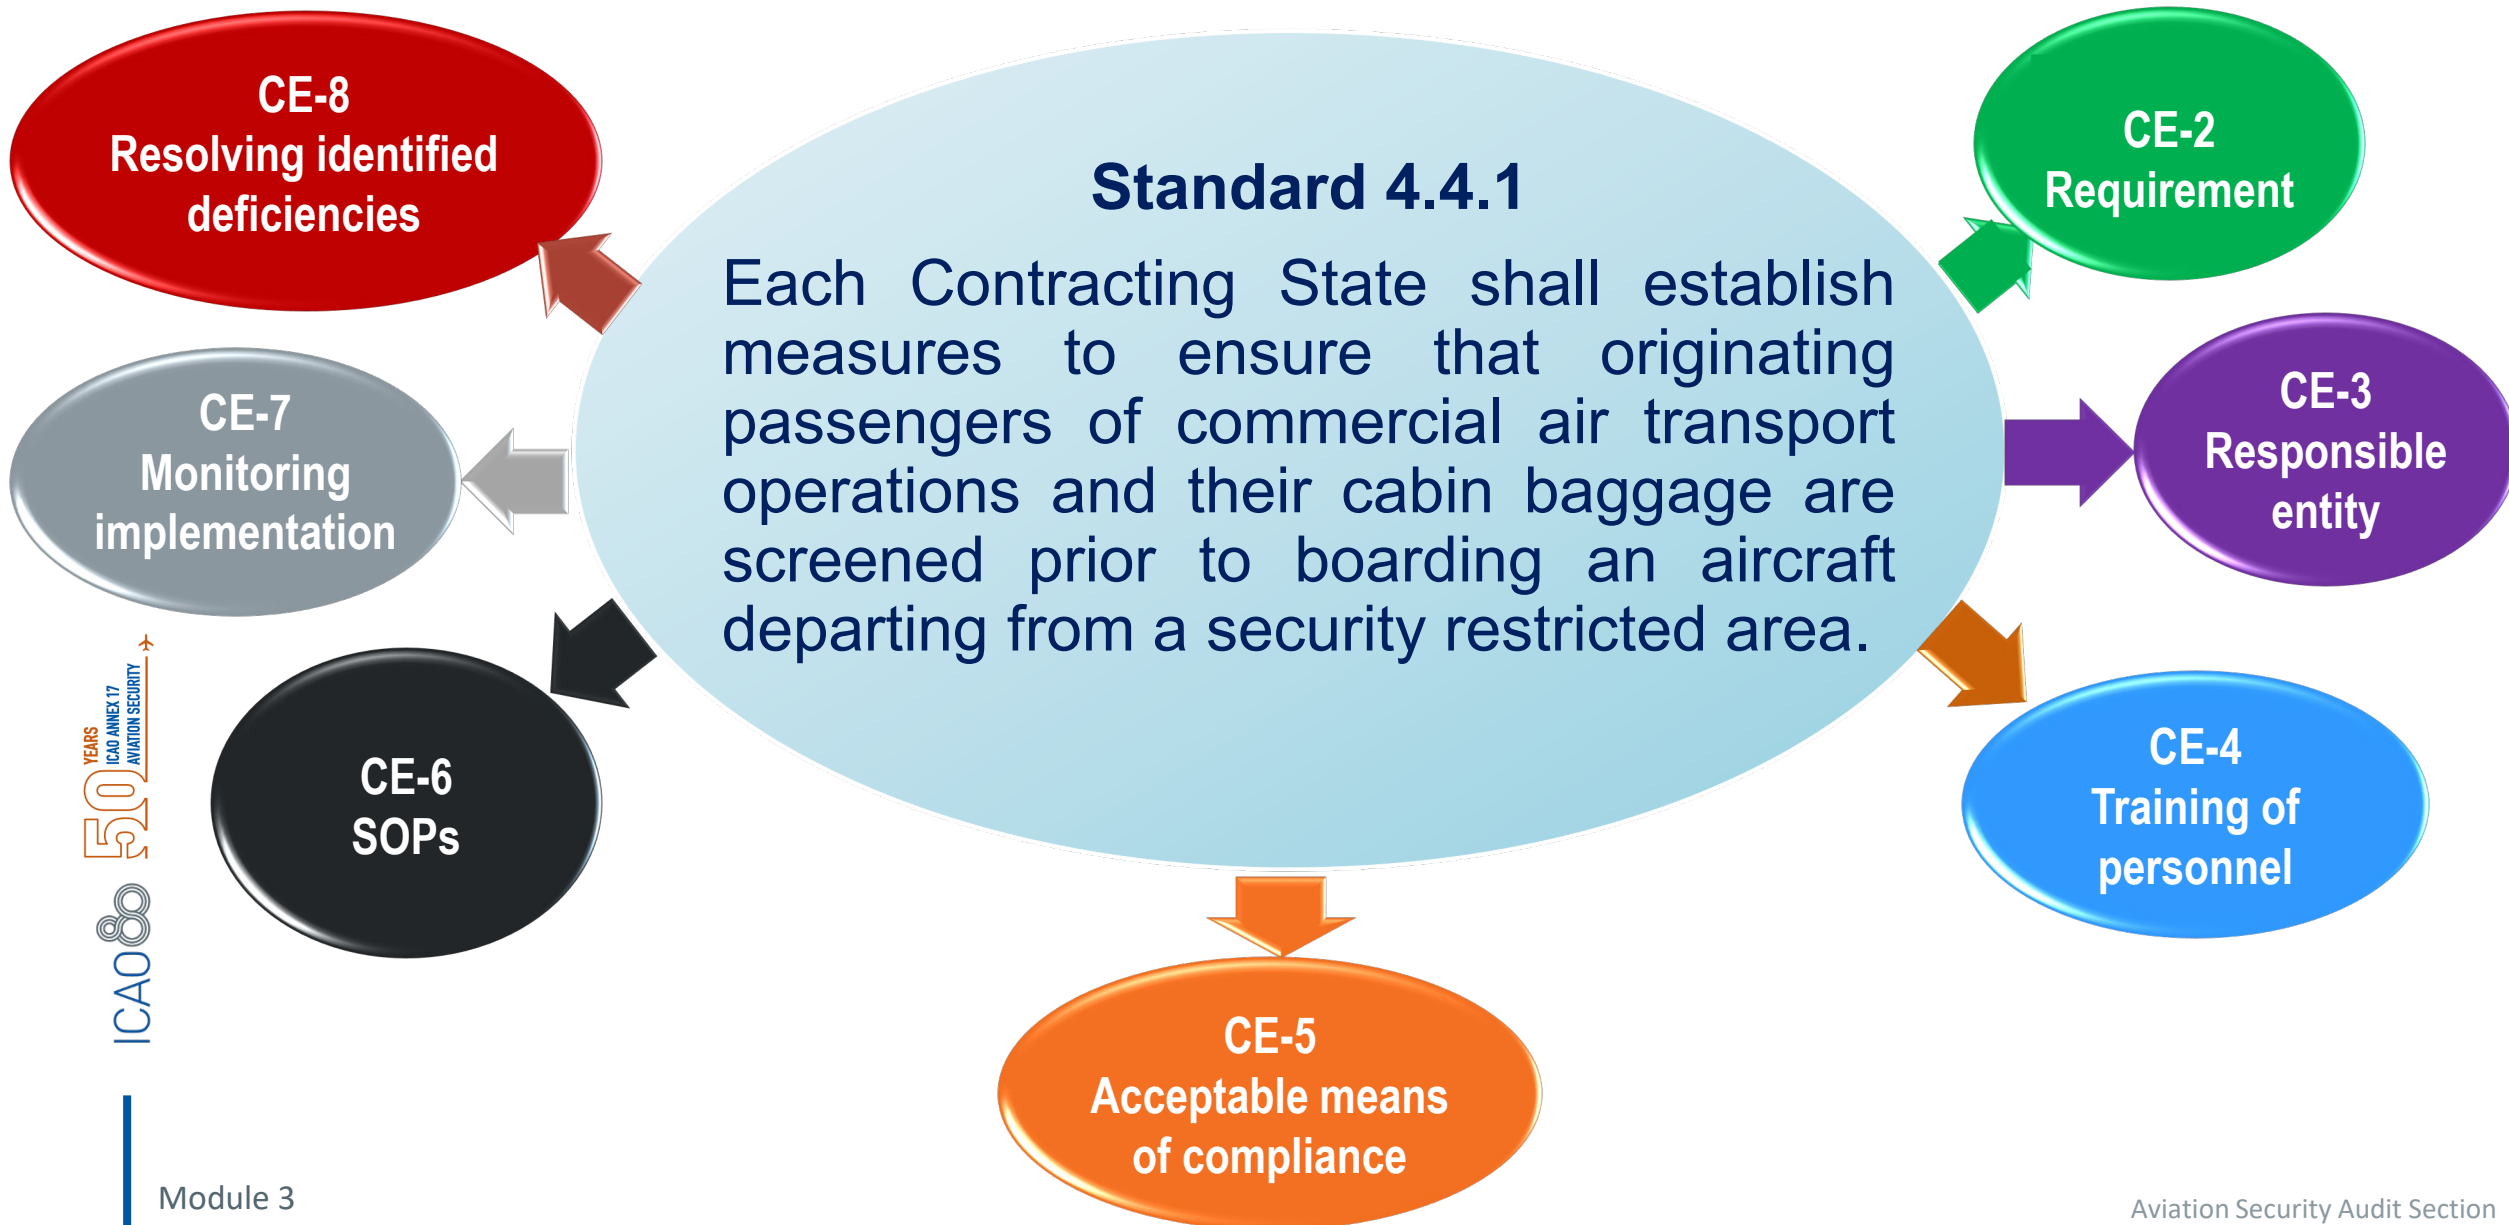 Standard 4.4.1
Each Contracting State shall establish
measures to ensure that originating
passengers of commercial air transport
operations and their cabin baggage are
screened prior to boarding an aircraft
departing from a security restricted area.
CE-2
Requirement
CE-3
Responsible
entity
CE-4
Training of
personnel
CE-5
Acceptable means
of compliance
CE-6
SOPs
CE-7
Monitoring
implementation
CE-8
Resolving identified
deficiencies
ICAO
50
YEARS
ICAO ANNEX 17
AVIATION SECURITY
Module 3
Aviation Security Audit Section